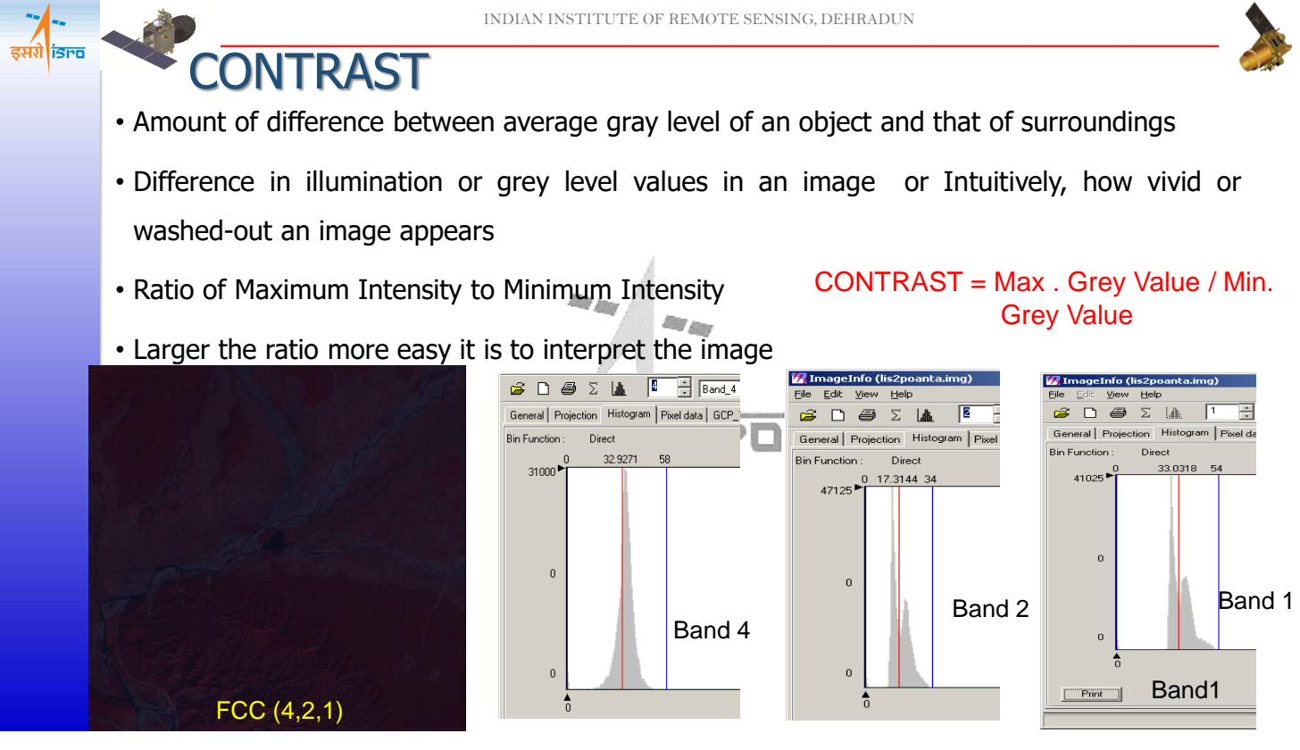 INDIAN INSTITUTE OF REMOTE SENSING, DEHRADUN
इसरो isro
CONTRAST
• Amount of difference between average gray level of an object and that of surroundings
• Difference in illumination or grey level values in an image or Intuitively, how vivid or
washed-out an image appears
• Ratio of Maximum Intensity to Minimum Intensity
CONTRAST = Max . Grey Value / Min.
Grey Value
• Larger the ratio more easy it is to interpret the image
FCC (4,2,1)
4 Band_4
General Projection Histogram Pixel data GCP_
Bin Function : Direct
0 32.9271 58
31000
0
0
0
Band 4
ImageInfo (lis2poanta.img)
File Edit View Help
2
General Projection Histogram Pixel
Bin Function : Direct
0 17.3144 34
47125
0
0
0
Band 2
ImageInfo (lis2poanta.img)
File Edit View Help
1
General Projection Histogram Pixel da
Bin Function : Direct
0 33.0318 54
41025
0
0
0
Band 1
Print
Band1